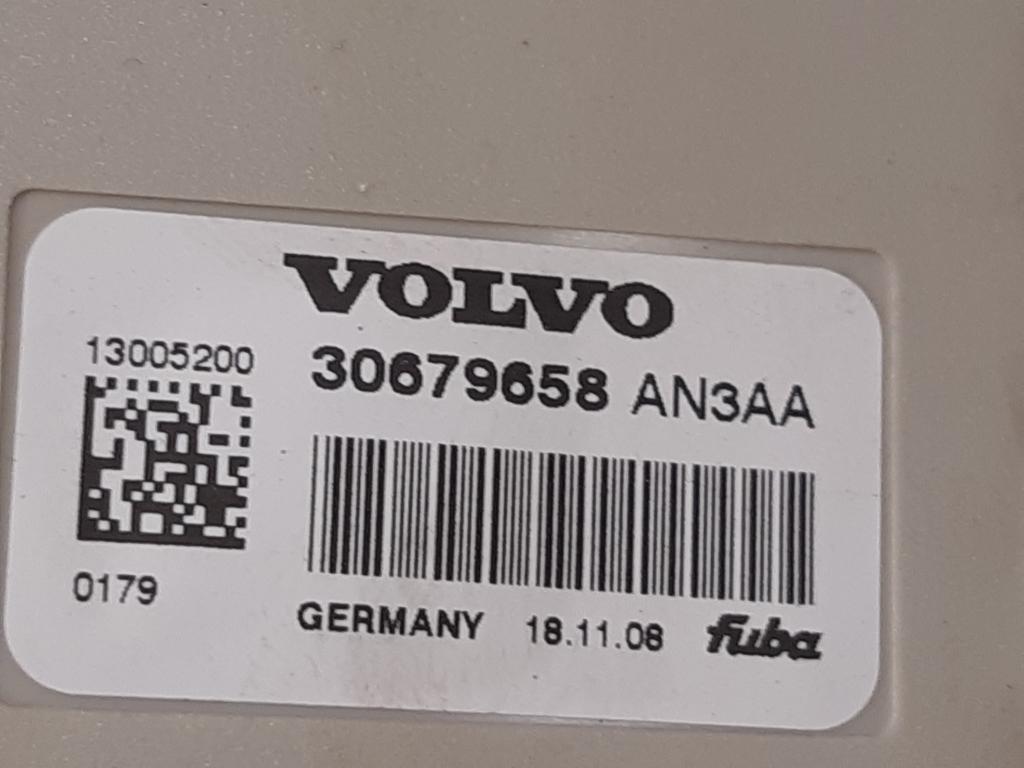 VOLVO
13005200
30679658 AN3AA
0179
GERMANY 18.11.08 fuba